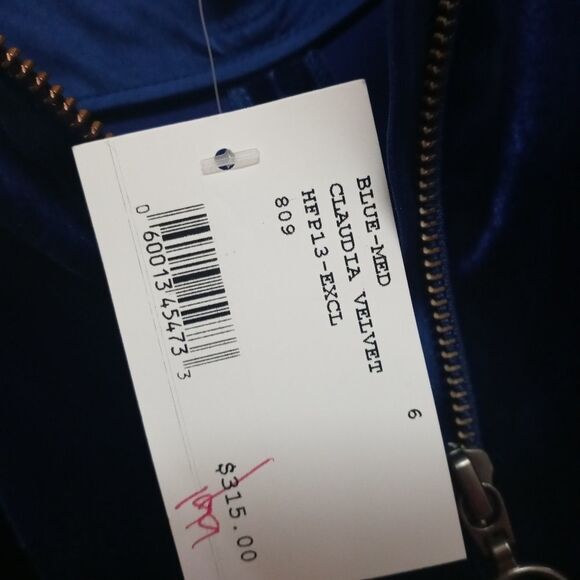 BLUE-MED
CLAUDIA VELVET
HFP13-EXCL
809
6
0 60013 45473 3
$315.00